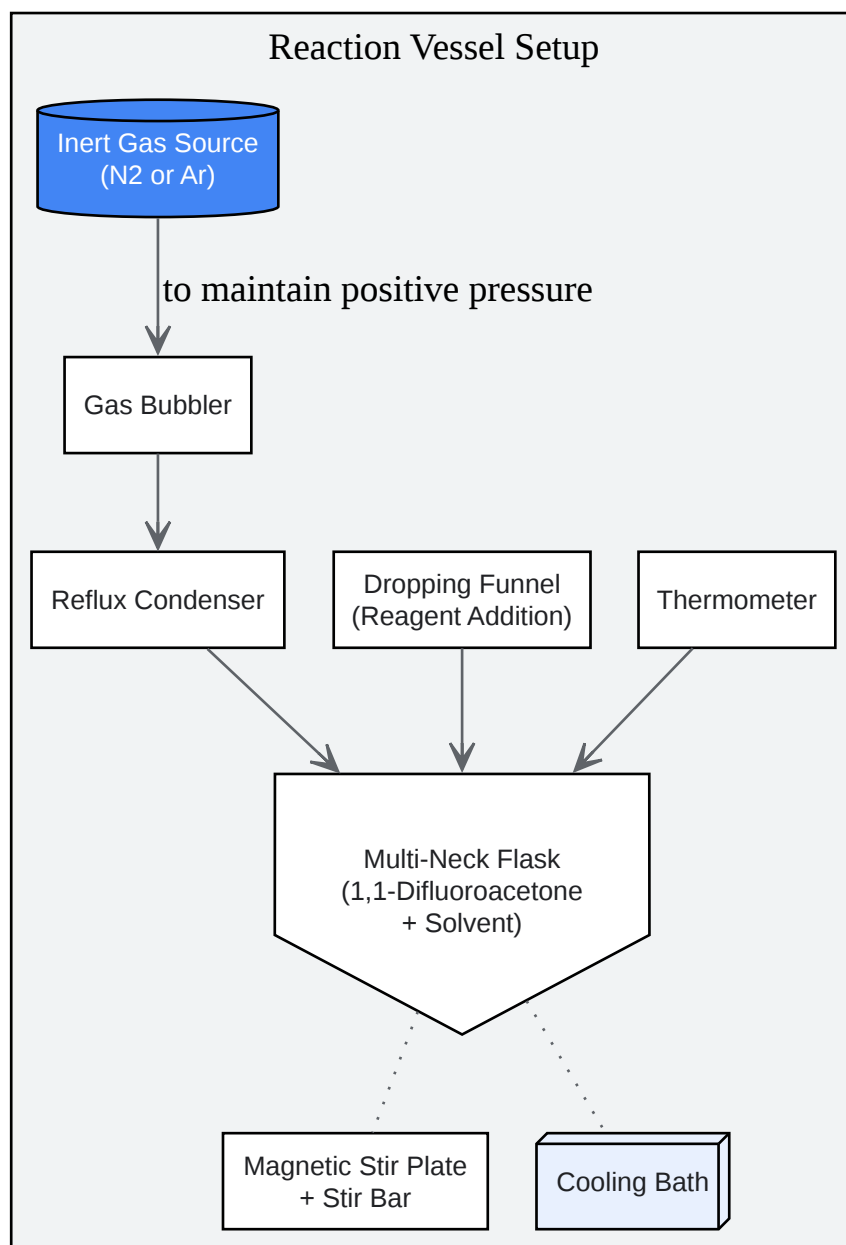 Reaction Vessel Setup
Inert Gas Source
(N2 or Ar)
to maintain positive pressure
Gas Bubbler
Reflux Condenser
Dropping Funnel
(Reagent Addition)
Thermometer
Multi-Neck Flask
(1,1-Difluoroacetone
+ Solvent)
Magnetic Stir Plate
+ Stir Bar
Cooling Bath